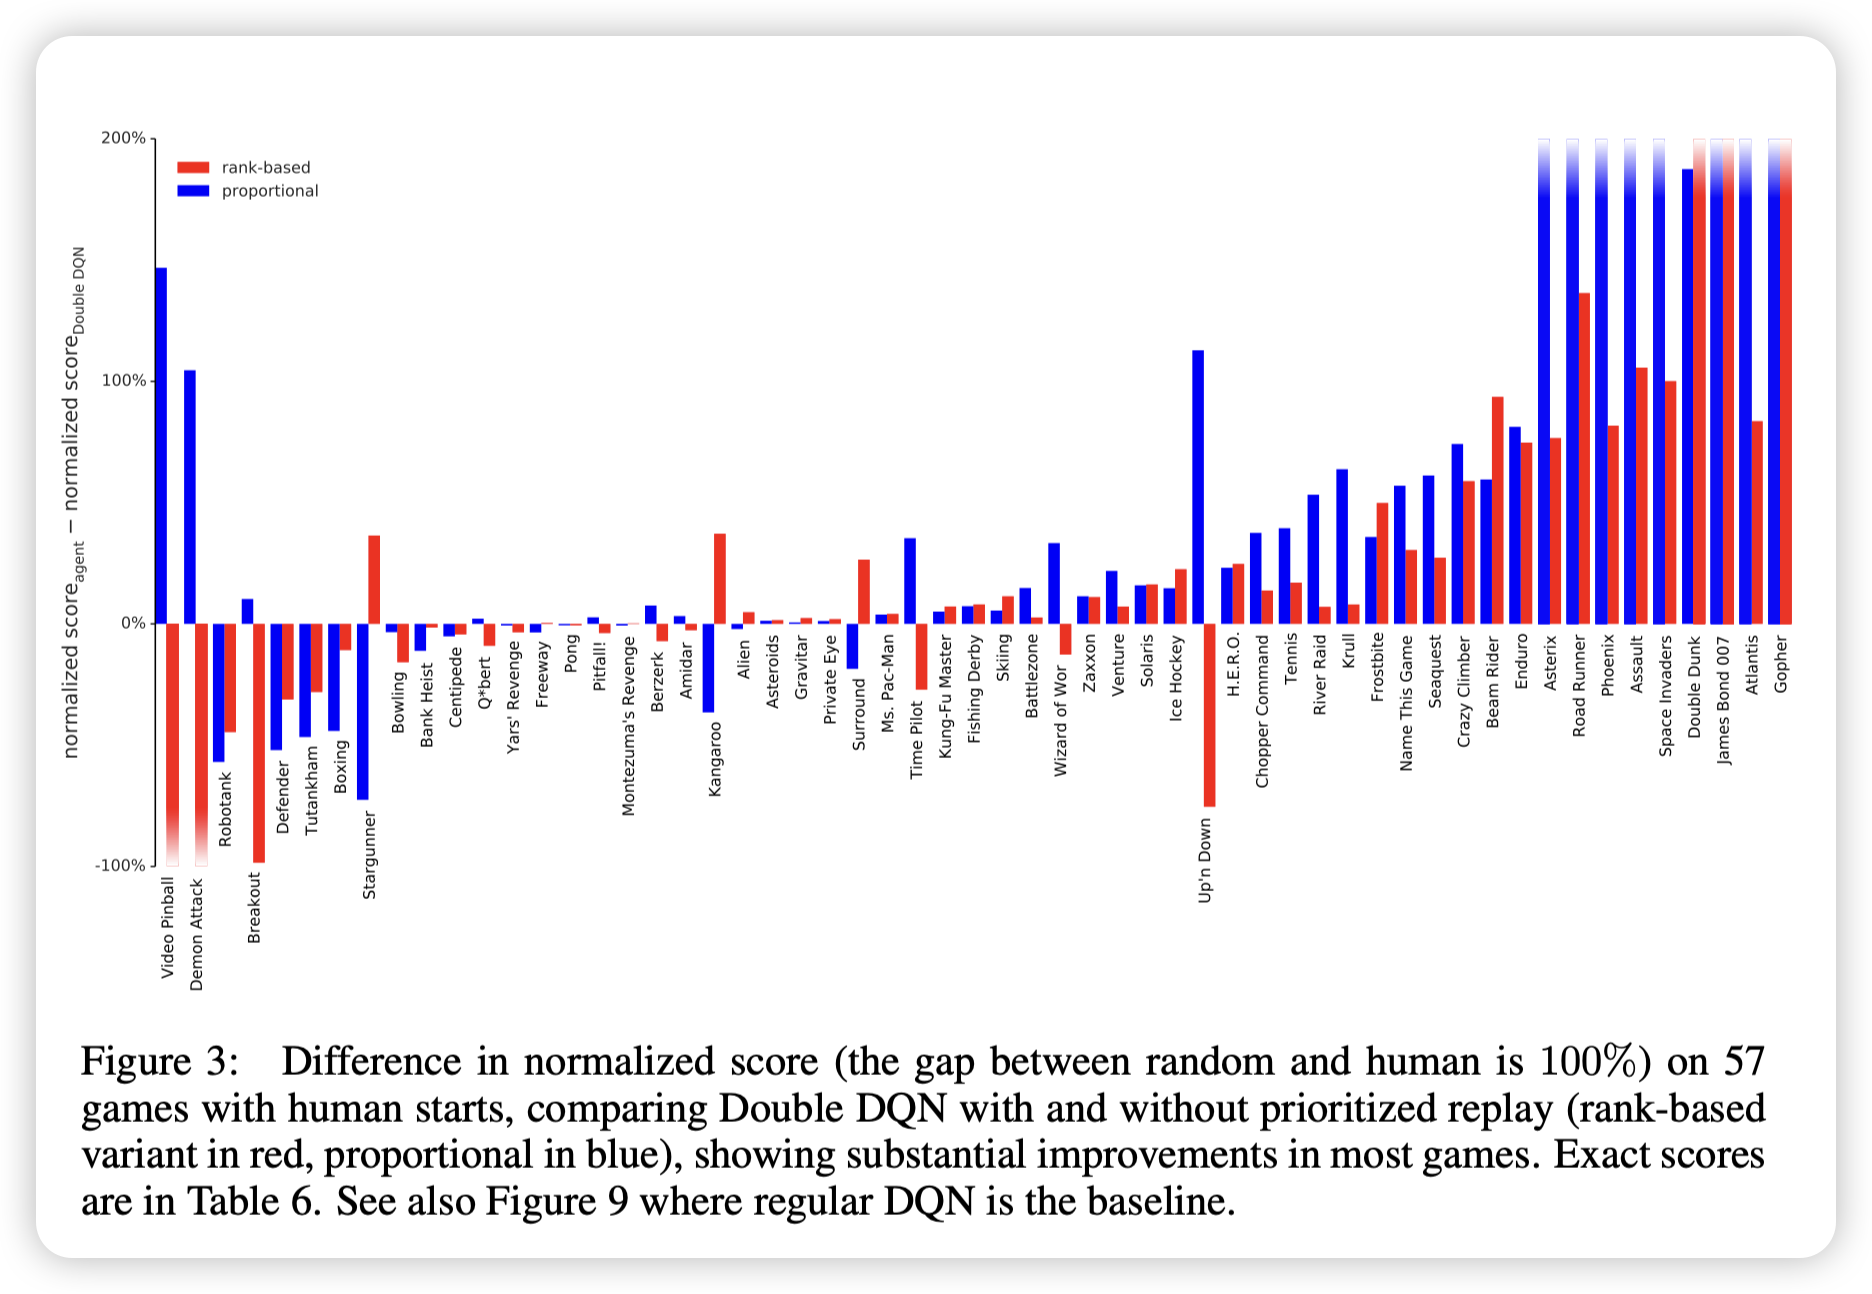 200%
rank-based
proportional
100%
0%
-100%
normalized score_agent − normalized score_Double DQN
Video Pinball
Demon Attack
Robotank
Breakout
Defender
Tutankham
Boxing
Stargunner
Bowling
Bank Heist
Centipede
Q*bert
Yars' Revenge
Freeway
Pong
Pitfall!
Montezuma's Revenge
Berzerk
Amidar
Kangaroo
Alien
Asteroids
Gravitar
Private Eye
Surround
Ms. Pac-Man
Time Pilot
Kung-Fu Master
Fishing Derby
Skiing
Battlezone
Wizard of Wor
Zaxxon
Venture
Solaris
Ice Hockey
Up'n Down
H.E.R.O.
Chopper Command
Tennis
River Raid
Krull
Frostbite
Name This Game
Seaquest
Crazy Climber
Beam Rider
Enduro
Asterix
Road Runner
Phoenix
Assault
Space Invaders
Double Dunk
James Bond 007
Atlantis
Gopher
Figure 3: Difference in normalized score (the gap between random and human is 100%) on 57
games with human starts, comparing Double DQN with and without prioritized replay (rank-based
variant in red, proportional in blue), showing substantial improvements in most games. Exact scores
are in Table 6. See also Figure 9 where regular DQN is the baseline.